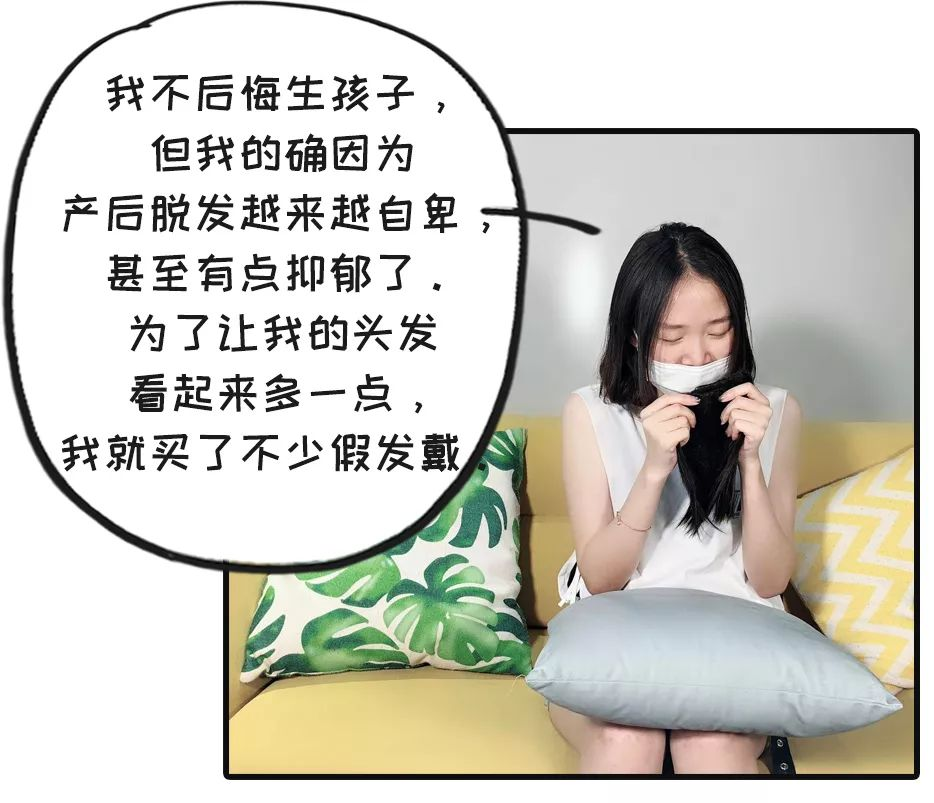 我不后悔生孩子，
但我的确因为
产后脱发越来越自卑，
甚至有点抑郁了．
为了让我的头发
看起来多一点，
我就买了不少假发戴．